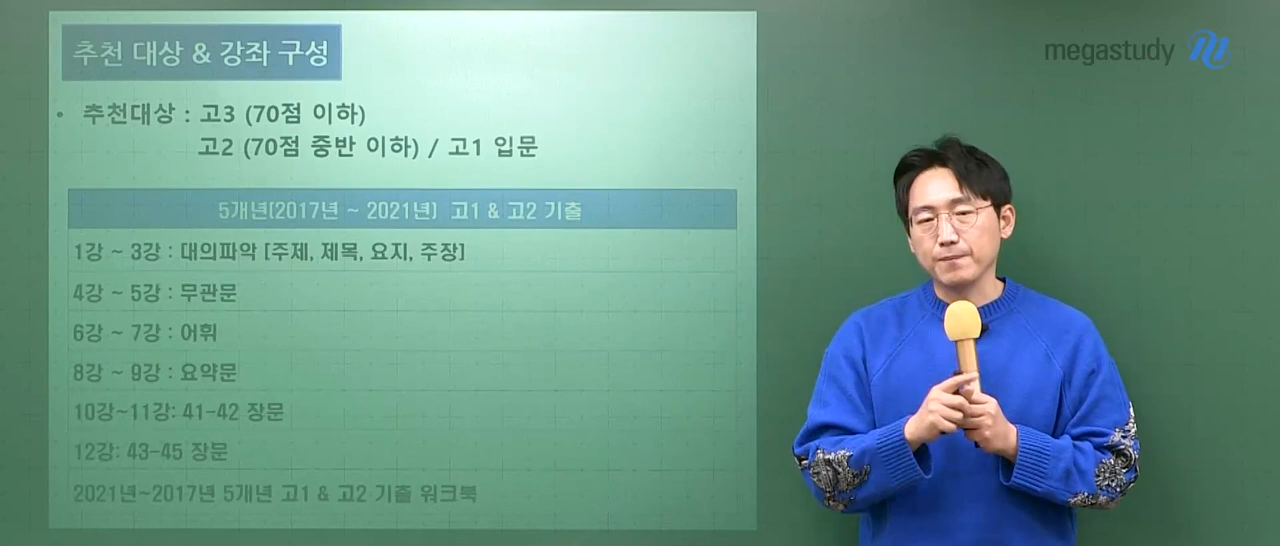 추천 대상 & 강좌 구성
megastudy
• 추천대상 : 고3 (70점 이하)
고2 (70점 중반 이하) / 고1 입문
5개년(2017년 ~ 2021년) 고1 & 고2 기출
1강 ~ 3강 : 대의파악 [주제, 제목, 요지, 주장]
4강 ~ 5강 : 무관문
6강 ~ 7강 : 어휘
8강 ~ 9강 : 요약문
10강~11강: 41-42 장문
12강: 43-45 장문
2021년~2017년 5개년 고1 & 고2 기출 워크북